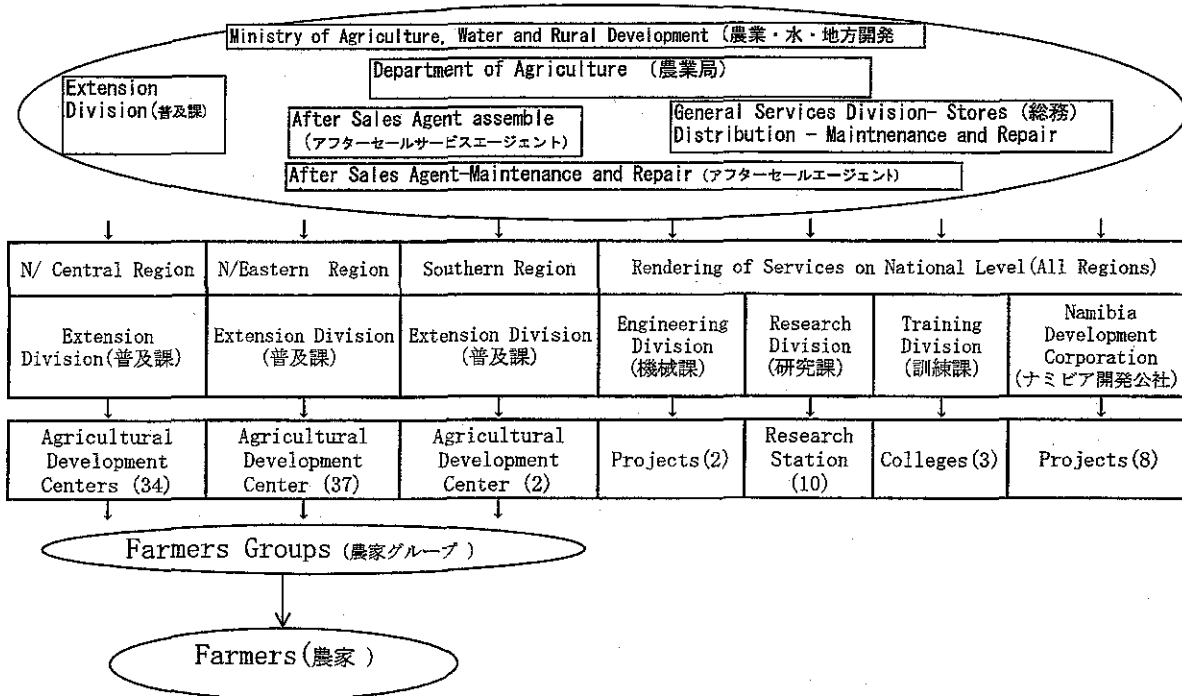 Ministry of Agriculture, Water and Rural Development (農業・水・地方開発
Department of Agriculture (農業局)
Extension
Division(普及課)
After Sales Agent assemble
(アフターセールサービスエージェント)
General Services Division- Stores (総務)
Distribution - Maintnenance and Repair
After Sales Agent-Maintenance and Repair (アフターセールエージェント)
N/ Central Region
N/Eastern Region
Southern Region
Rendering of Services on National Level(All Regions)
Extension
Division(普及課)
Extension Division
(普及課)
Extension Division
(普及課)
Engineering
Division
(機械課)
Research
Division
(研究課)
Training
Division
(訓練課)
Namibia
Development
Corporation
(ナミビア開発公社)
Agricultural
Development
Centers (34)
Agricultural
Development
Center (37)
Agricultural
Development
Center (2)
Projects(2)
Research
Station
(10)
Colleges(3)
Projects(8)
Farmers Groups (農家グループ )
Farmers(農家 )